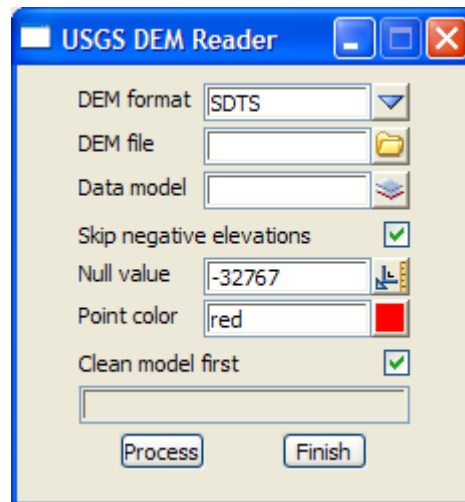 USGS DEM Reader
DEM format SDTS
DEM file
Data model
Skip negative elevations
Null value -32767
Point color red
Clean model first
Process Finish